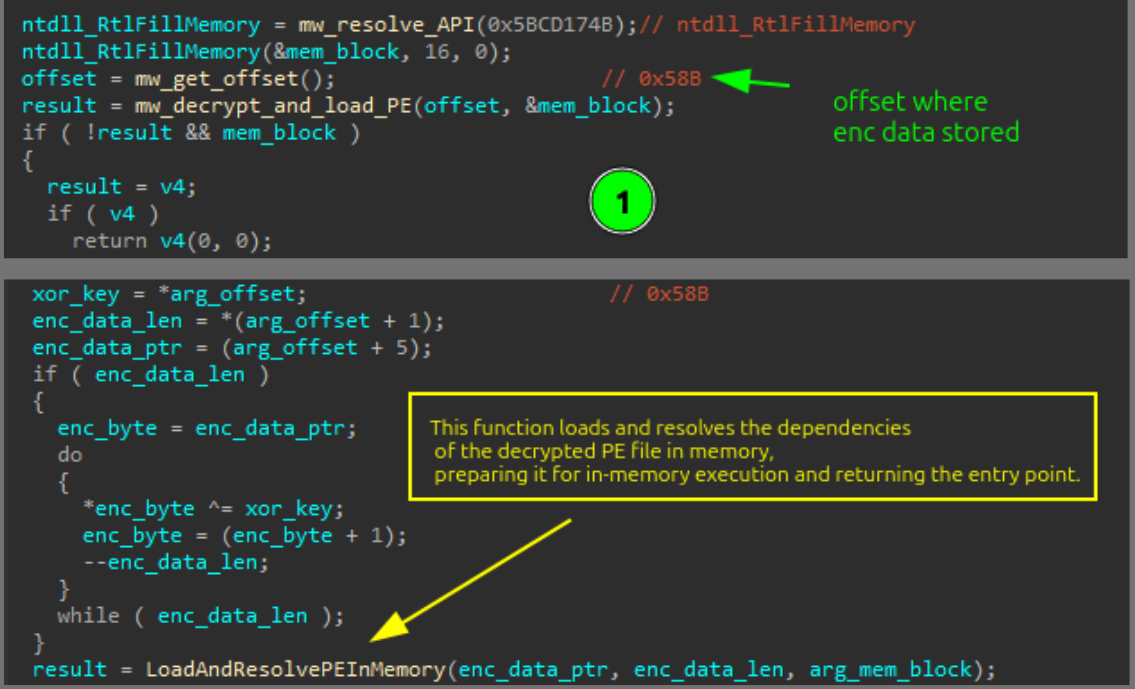 ntdll_RtlFillMemory = mw_resolve_API(0x5BCD174B);// ntdll_RtlFillMemory
ntdll_RtlFillMemory(&mem_block, 16, 0);
offset = mw_get_offset(); // 0x58B
result = mw_decrypt_and_load_PE(offset, &mem_block);
if ( !result && mem_block )
{
result = v4;
if ( v4 )
return v4(0, 0);
offset where
enc data stored
1
xor_key = *arg_offset; // 0x58B
enc_data_len = *(arg_offset + 1);
enc_data_ptr = (arg_offset + 5);
if ( enc_data_len )
{
enc_byte = enc_data_ptr;
do
{
*enc_byte ^= xor_key;
enc_byte = (enc_byte + 1);
--enc_data_len;
}
while ( enc_data_len );
}
result = LoadAndResolvePEInMemory(enc_data_ptr, enc_data_len, arg_mem_block);
This function loads and resolves the dependencies
of the decrypted PE file in memory,
preparing it for in-memory execution and returning the entry point.